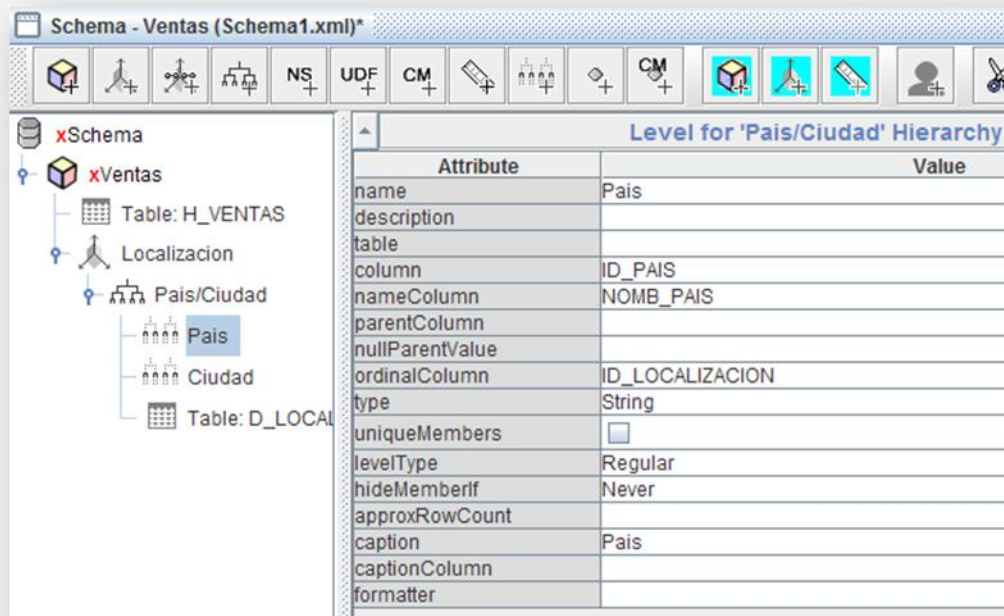 Schema - Ventas (Schema1.xml)*
NS UDF CM CM
xSchema
xVentas
Table: H_VENTAS
Localizacion
Pais/Ciudad
Pais
Ciudad
Table: D_LOCAL
Level for 'Pais/Ciudad' Hierarchy
Attribute Value
name Pais
description
table
column ID_PAIS
nameColumn NOMB_PAIS
parentColumn
nullParentValue
ordinalColumn ID_LOCALIZACION
type String
uniqueMembers
levelType Regular
hideMemberIf Never
approxRowCount
caption Pais
captionColumn
formatter